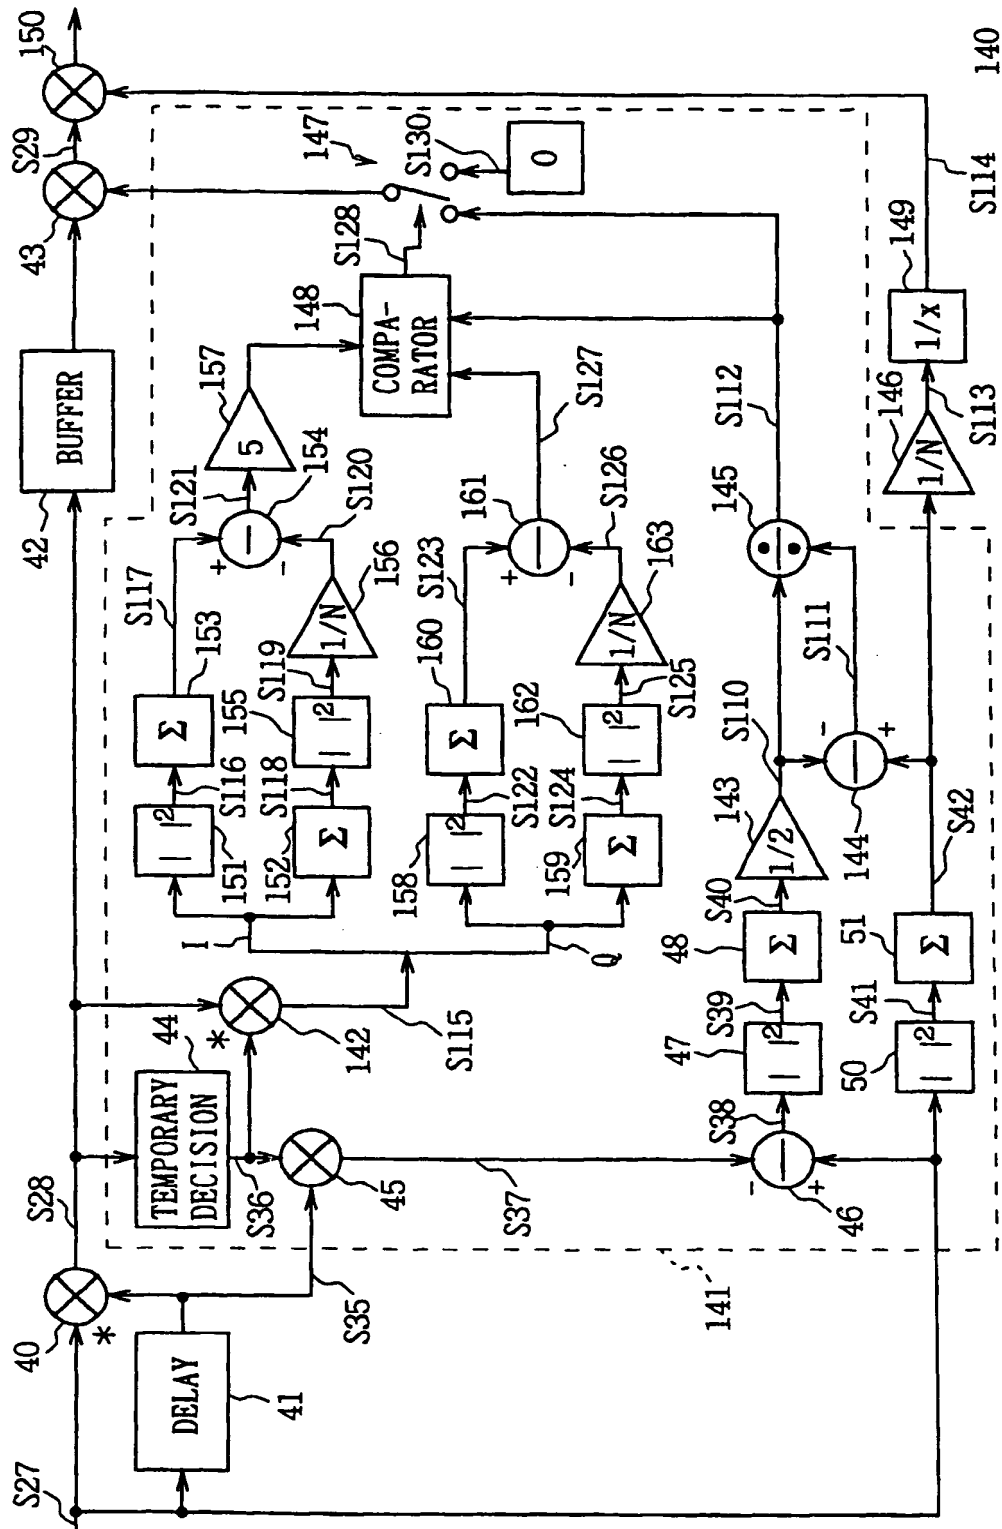 S27
40
*
DELAY
41
S28
S35
TEMPORARY
DECISION
44
S36
45
S37
*
142
S115
I
Q
BUFFER
42
43
S29
150
| |²
151
S116
Σ
153
S117
152
Σ
S118
| |²
155
S119
1/N
156
S120
+
-
154
S121
5
157
| |²
158
S122
Σ
160
S123
159
Σ
S124
| |²
162
S125
1/N
163
S126
+
-
161
S127
COMPA-
RATOR
148
S128
147
S130
0
-
+
46
S38
| |²
47
S39
Σ
48
S40
1/2
143
S110
-
+
144
S111
÷
145
S112
| |²
50
S41
Σ
51
S42
1/N
146
S113
1/x
149
S114
141
140